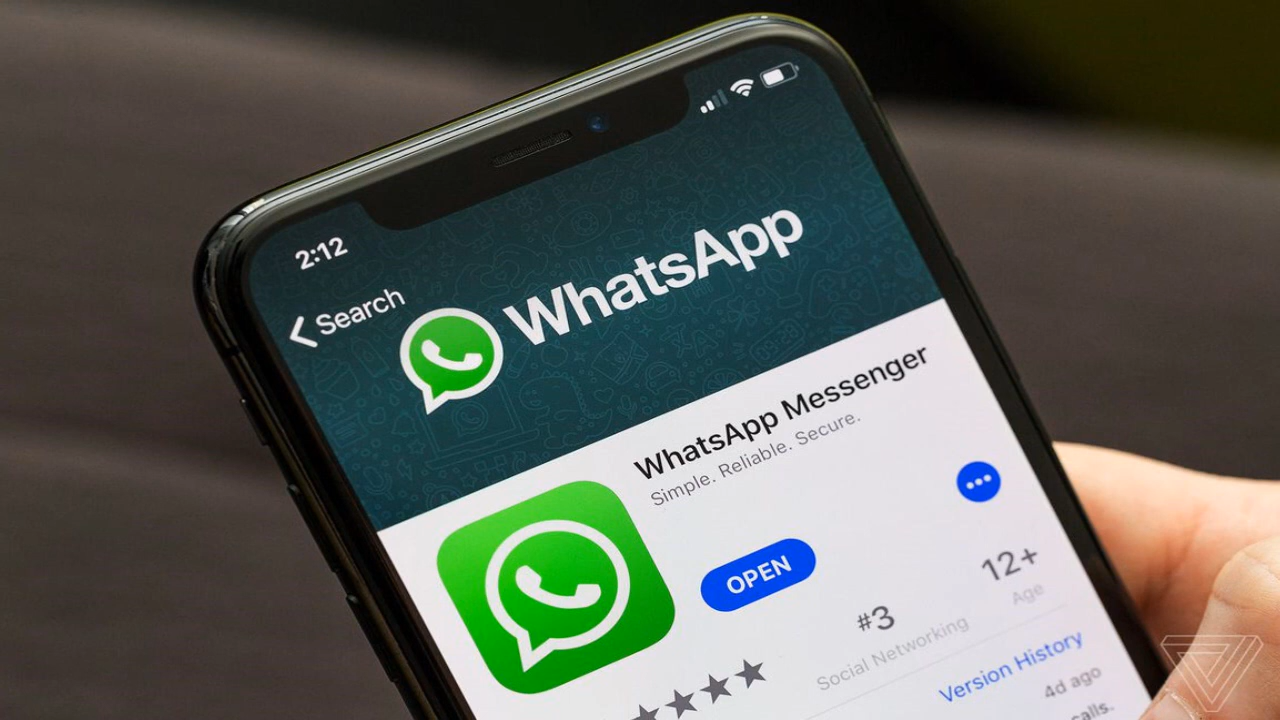 2:12
Search
WhatsApp
WhatsApp Messenger
Simple. Reliable. Secure.
OPEN
#3
Social Networking
12+
Age
Version History
4d ago
calls.